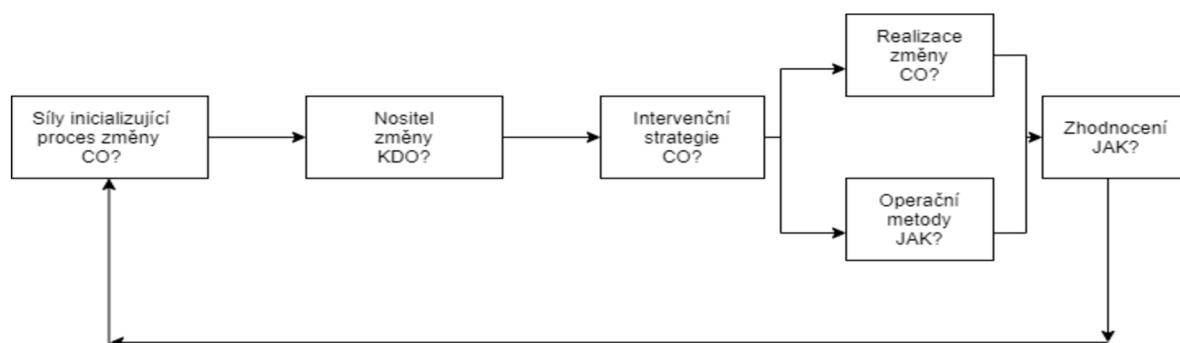 Síly inicializující
proces změny
CO?
Nositel
změny
KDO?
Intervenční
strategie
CO?
Realizace
změny
CO?
Operační
metody
JAK?
Zhodnocení
JAK?